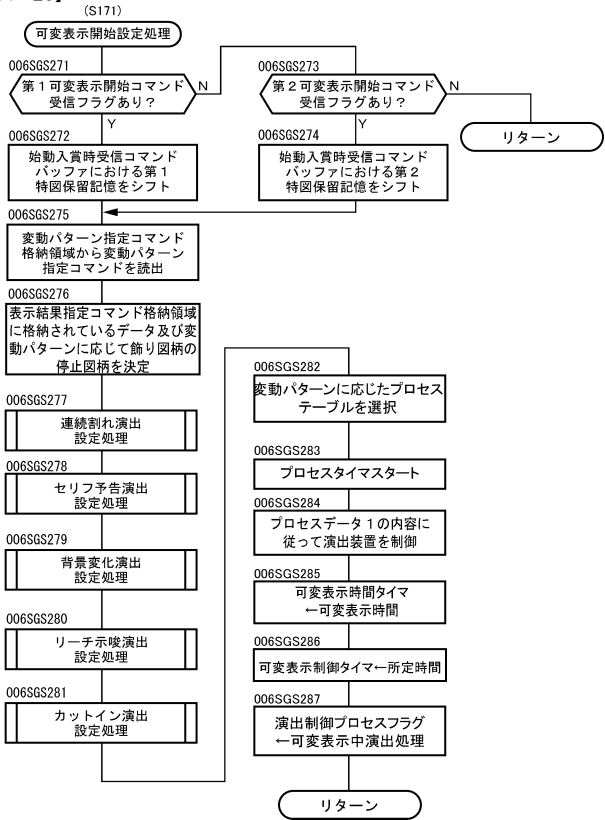 (S171)
可変表示開始設定処理
006SGS271
第１可変表示開始コマンド
受信フラグあり？
N
Y
006SGS273
第２可変表示開始コマンド
受信フラグあり？
N
Y
リターン
006SGS272
始動入賞時受信コマンド
バッファにおける第１
特図保留記憶をシフト
006SGS274
始動入賞時受信コマンド
バッファにおける第２
特図保留記憶をシフト
006SGS275
変動パターン指定コマンド
格納領域から変動パターン
指定コマンドを読出
006SGS276
表示結果指定コマンド格納領域
に格納されているデータ及び変
動パターンに応じて飾り図柄の
停止図柄を決定
006SGS277
連続割れ演出
設定処理
006SGS278
セリフ予告演出
設定処理
006SGS279
背景変化演出
設定処理
006SGS280
リーチ示唆演出
設定処理
006SGS281
カットイン演出
設定処理
006SGS282
変動パターンに応じたプロセス
テーブルを選択
006SGS283
プロセスタイマスタート
006SGS284
プロセスデータ１の内容に
従って演出装置を制御
006SGS285
可変表示時間タイマ
←可変表示時間
006SGS286
可変表示制御タイマ←所定時間
006SGS287
演出制御プロセスフラグ
←可変表示中演出処理
リターン